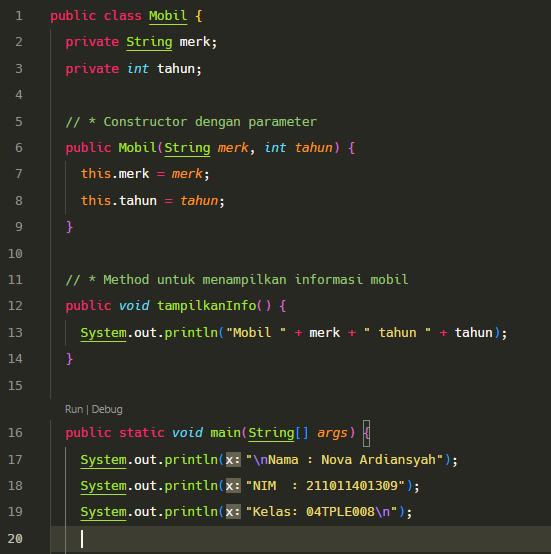 1 public class Mobil {
2 private String merk;
3 private int tahun;
4
5 // * Constructor dengan parameter
6 public Mobil(String merk, int tahun) {
7 this.merk = merk;
8 this.tahun = tahun;
9 }
10
11 // * Method untuk menampilkan informasi mobil
12 public void tampilkanInfo() {
13 System.out.println("Mobil " + merk + " tahun " + tahun);
14 }
15
Run | Debug
16 public static void main(String[] args) {
17 System.out.println(x: "\nNama : Nova Ardiansyah");
18 System.out.println(x: "NIM  : 211011401309");
19 System.out.println(x: "Kelas: 04TPLE008\n");
20